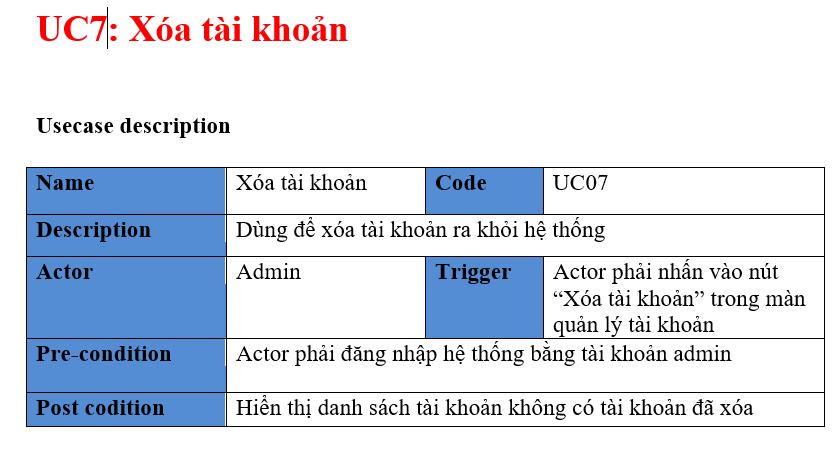 UC7: Xóa tài khoản
Usecase description
Name Xóa tài khoản Code UC07
Description Dùng để xóa tài khoản ra khỏi hệ thống
Actor Admin Trigger Actor phải nhấn vào nút
“Xóa tài khoản” trong màn
quản lý tài khoản
Pre-condition Actor phải đăng nhập hệ thống bằng tài khoản admin
Post codition Hiển thị danh sách tài khoản không có tài khoản đã xóa